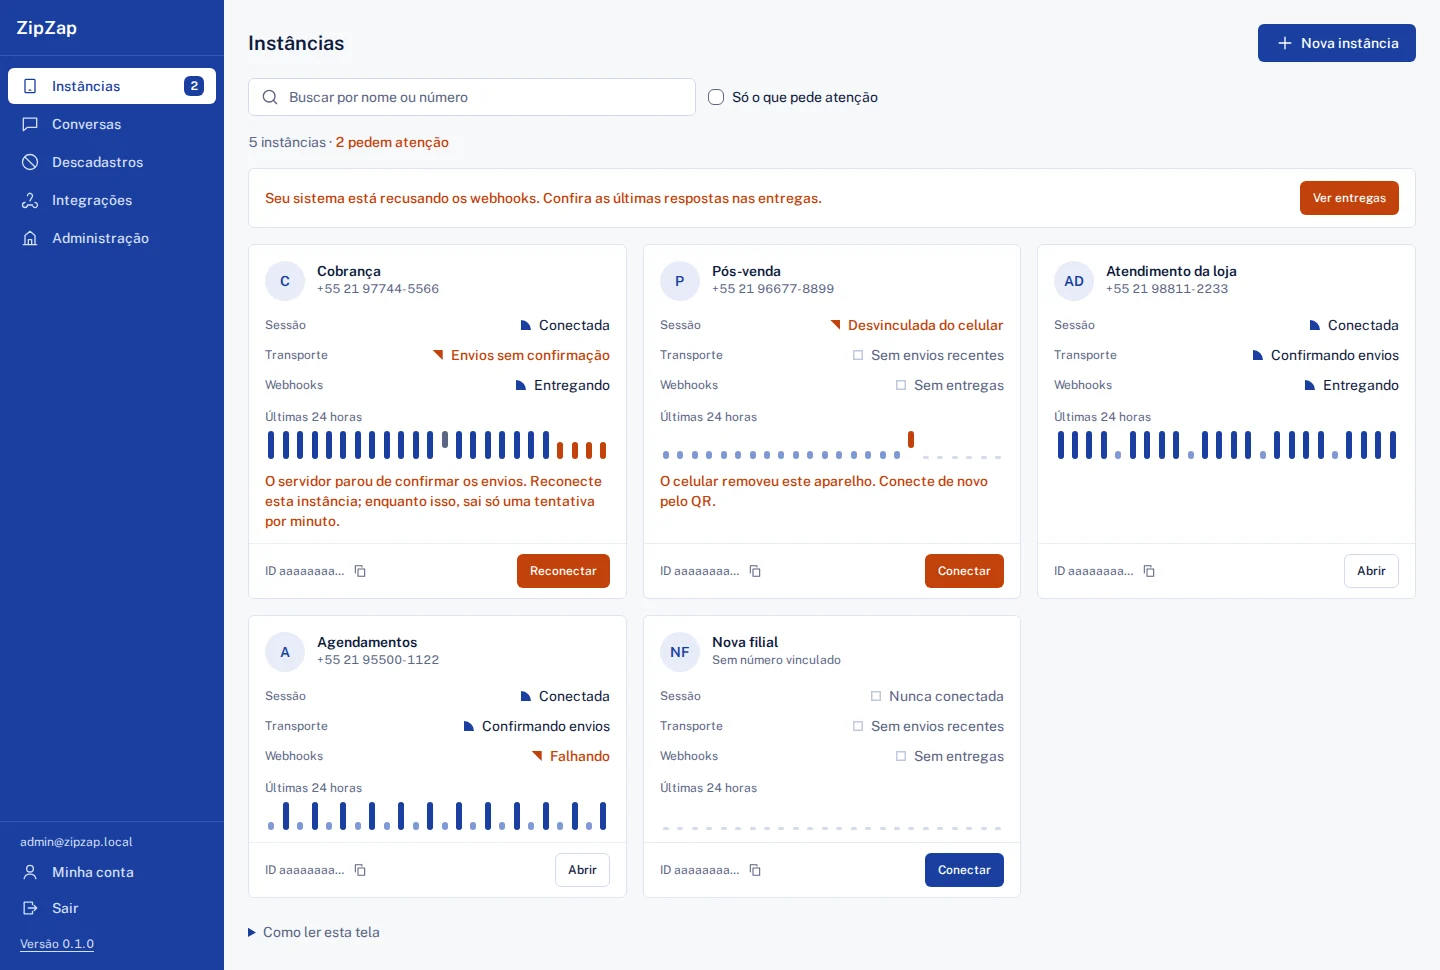 ZipZap
Instâncias
2
Conversas
Descadastros
Integrações
Administração
admin@zipzap.local
Minha conta
Sair
Versão 0.1.0
Instâncias
Nova instância
Buscar por nome ou número
Só o que pede atenção
5 instâncias · 2 pedem atenção
Seu sistema está recusando os webhooks. Confira as últimas respostas nas entregas.
Ver entregas
C
Cobrança
+55 21 97744-5566
Sessão
Conectada
Transporte
Envios sem confirmação
Webhooks
Entregando
Últimas 24 horas
O servidor parou de confirmar os envios. Reconecte
esta instância; enquanto isso, sai só uma tentativa
por minuto.
ID aaaaaaaa...
Reconectar
P
Pós-venda
+55 21 96677-8899
Sessão
Desvinculada do celular
Transporte
Sem envios recentes
Webhooks
Sem entregas
Últimas 24 horas
O celular removeu este aparelho. Conecte de novo
pelo QR.
ID aaaaaaaa...
Conectar
AD
Atendimento da loja
+55 21 98811-2233
Sessão
Conectada
Transporte
Confirmando envios
Webhooks
Entregando
Últimas 24 horas
ID aaaaaaaa...
Abrir
A
Agendamentos
+55 21 95500-1122
Sessão
Conectada
Transporte
Confirmando envios
Webhooks
Falhando
Últimas 24 horas
ID aaaaaaaa...
Abrir
NF
Nova filial
Sem número vinculado
Sessão
Nunca conectada
Transporte
Sem envios recentes
Webhooks
Sem entregas
Últimas 24 horas
ID aaaaaaaa...
Conectar
Como ler esta tela